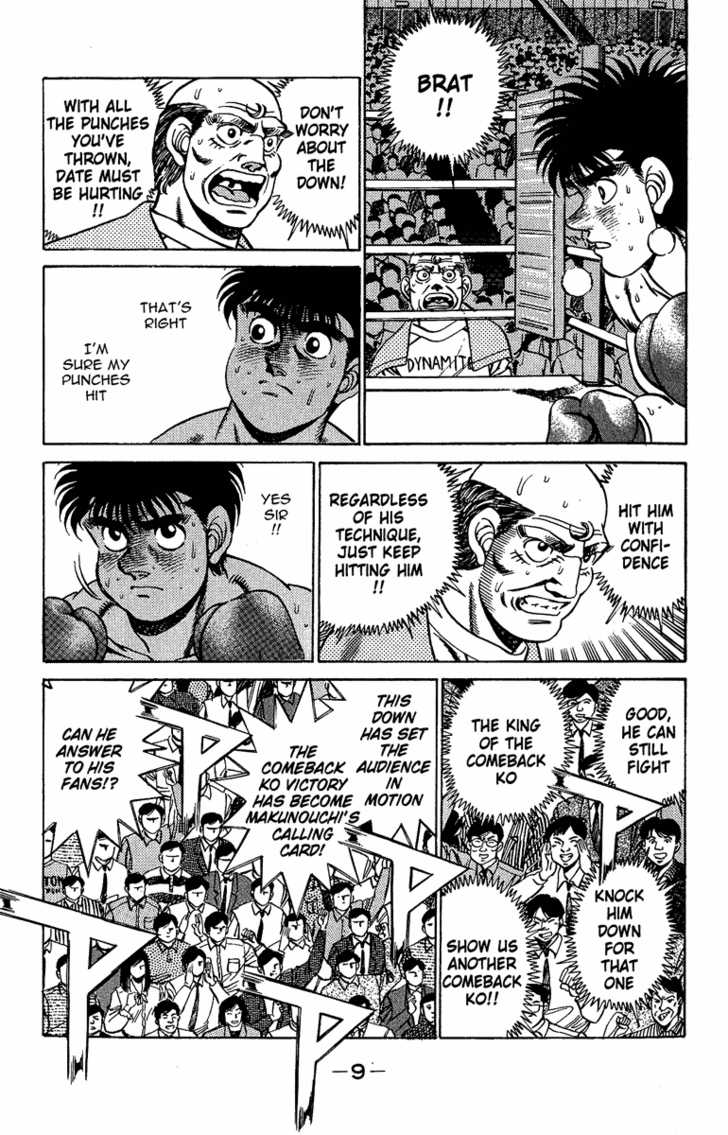 BRAT
!!
DYNAMITE
DON'T
WORRY
ABOUT
THE
DOWN!
WITH ALL
THE PUNCHES
YOU'VE
THROWN,
DATE MUST
BE HURTING
!!
THAT'S
RIGHT
I'M
SURE MY
PUNCHES
HIT
HIT HIM
WITH
CONFI-
DENCE
REGARDLESS
OF HIS
TECHNIQUE,
JUST KEEP
HITTING HIM
!!
YES
SIR
!!
GOOD,
HE CAN
STILL
FIGHT
THE KING
OF THE
COMEBACK
KO
KNOCK
HIM
DOWN
FOR
THAT
ONE
SHOW US
ANOTHER
COMEBACK
KO!!
THIS
DOWN
HAS SET
THE
AUDIENCE
IN
MOTION
THE
COMEBACK
KO VICTORY
HAS BECOME
MAKUNOUCHI'S
CALLING
CARD!
CAN HE
ANSWER
TO HIS
FANS!?
—9—